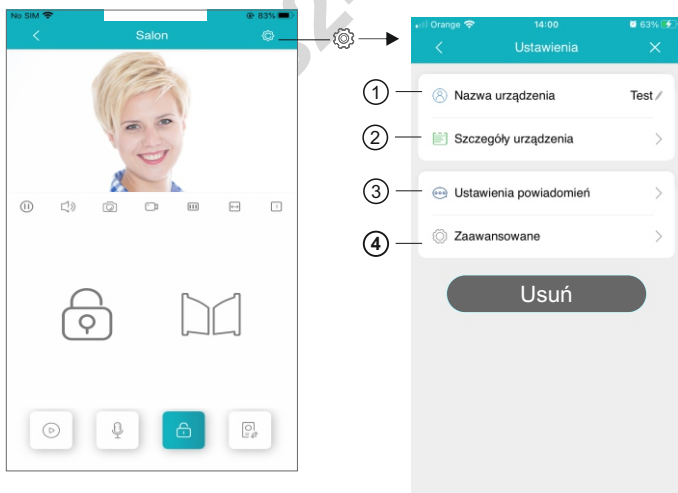 No SIM 83%
Salon
Orange 14:00 63%
Ustawienia
1 Nazwa urządzenia Test
2 Szczegóły urządzenia
3 Ustawienia powiadomień
4 Zaawansowane
Usuń